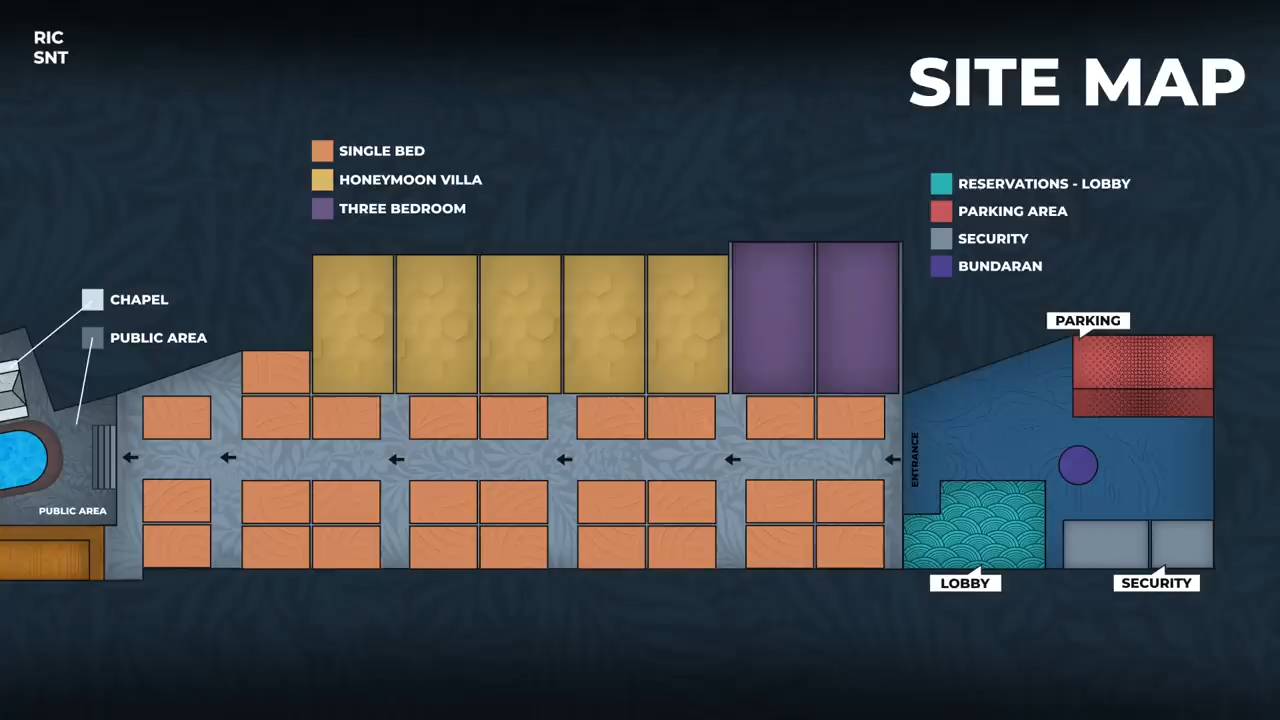 RIC
SNT
SITE MAP
SINGLE BED
HONEYMOON VILLA
THREE BEDROOM
RESERVATIONS - LOBBY
PARKING AREA
SECURITY
BUNDARAN
CHAPEL
PUBLIC AREA
PARKING
ENTRANCE
PUBLIC AREA
LOBBY
SECURITY